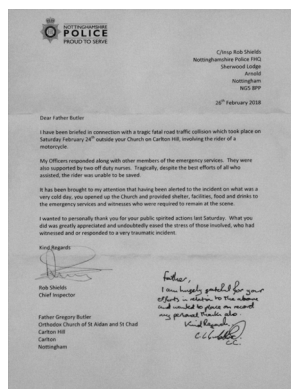 NOTTINGHAMSHIRE
POLICE
PROUD TO SERVE
C/Insp Rob Shields
Nottinghamshire Police FHQ
Sherwood Lodge
Arnold
Nottingham
NG5 8PP
26th February 2018
Dear Father Butler
I have been briefed in connection with a tragic fatal road traffic collision which took place on
Saturday February 24th outside your Church on Carlton Hill, involving the rider of a
motorcycle.
My Officers responded along with other members of the emergency services. They were
also supported by two off duty nurses. Tragically, despite the best efforts of all who
assisted, the rider was unable to be saved.
It has been brought to my attention that having been alerted to the incident on what was a
very cold day, you opened up the Church and provided shelter, facilities, food and drinks to
the emergency services and witnesses who were required to remain at the scene.
I wanted to personally thank you for your public spirited actions last Saturday. What you
did was greatly appreciated and undoubtedly eased the stress of those involved, who had
witnessed and or responded to a very traumatic incident.
Kind Regards
Rob Shields
Chief Inspector
Father Gregory Butler
Orthodox Church of St Aidan and St Chad
Carlton Hill
Carlton
Nottingham
Father,
I am hugely grateful for your
efforts in relation to the above
and wanted to place on record
my personal thanks also.
Kind Regards,